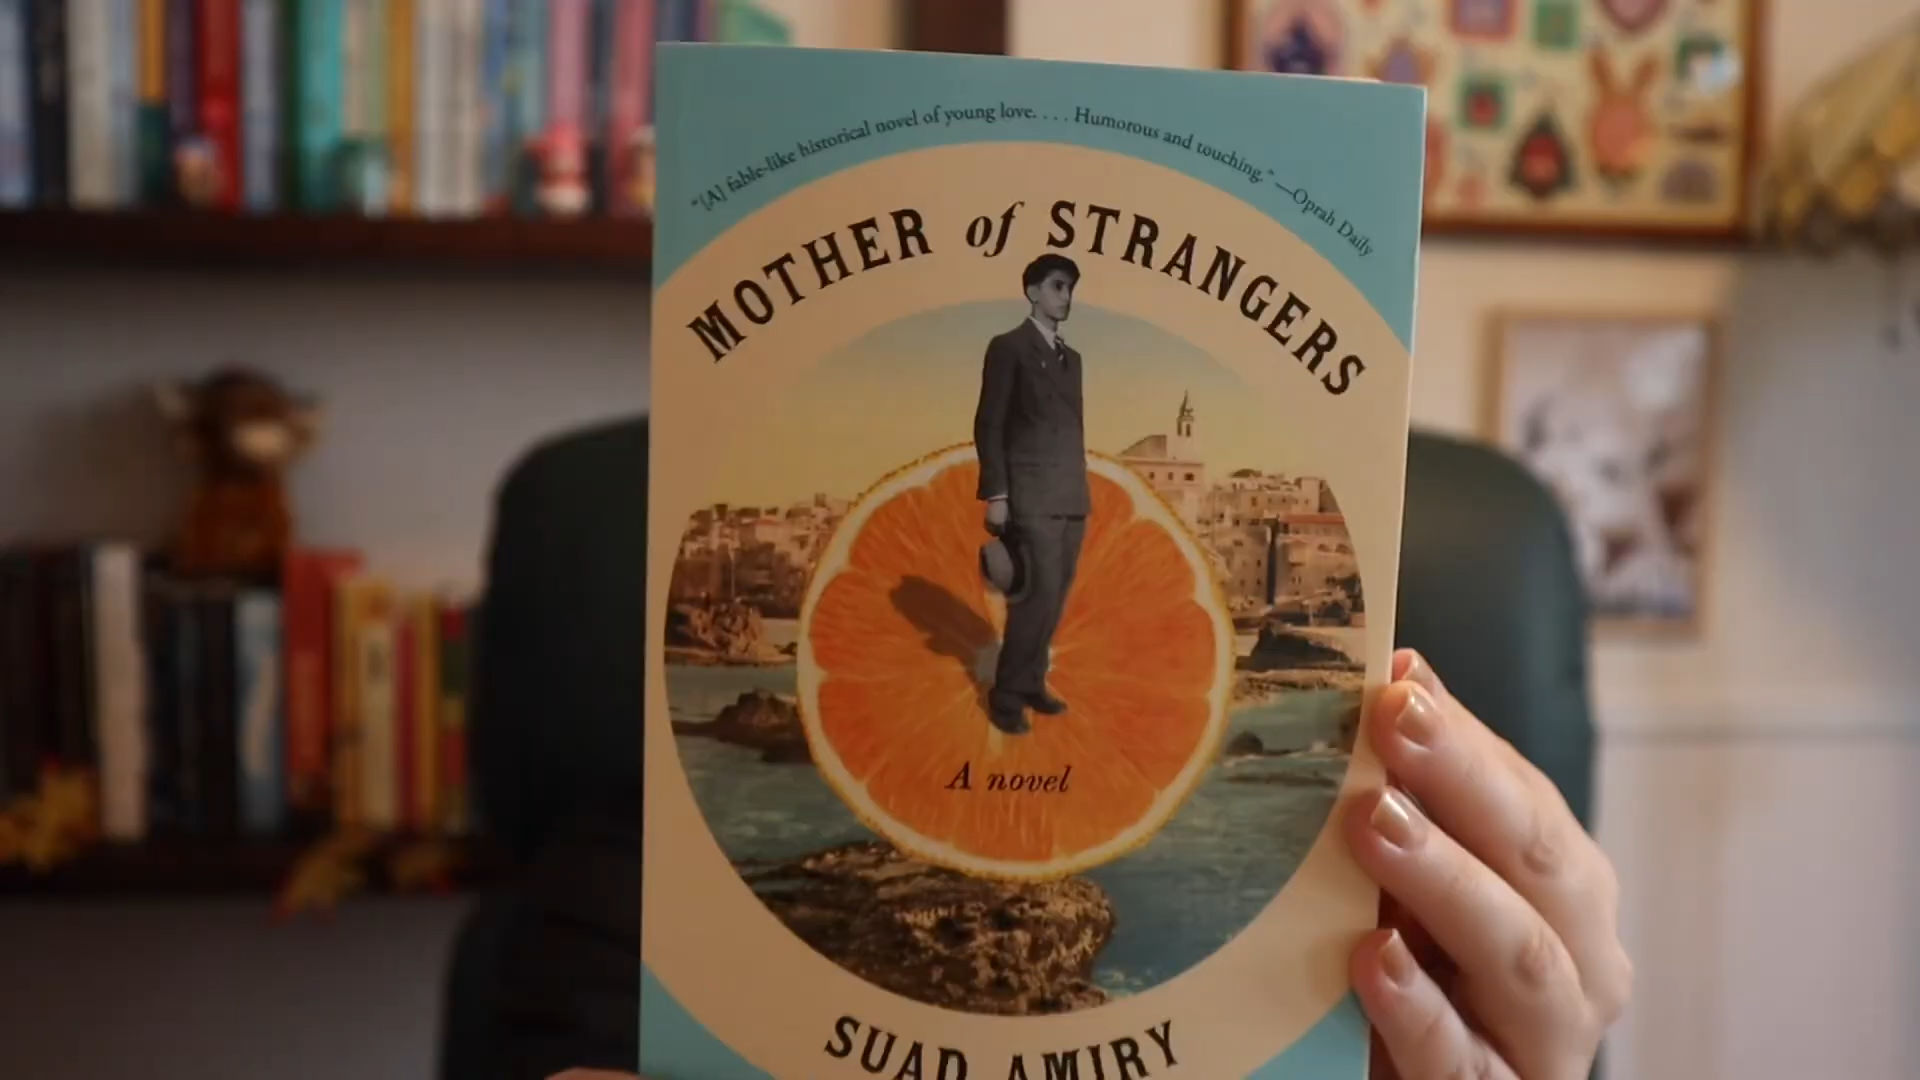 "[A] fable-like historical novel of young love. . . . Humorous and touching." —Oprah Daily
MOTHER of STRANGERS
A novel
SUAD AMIRY